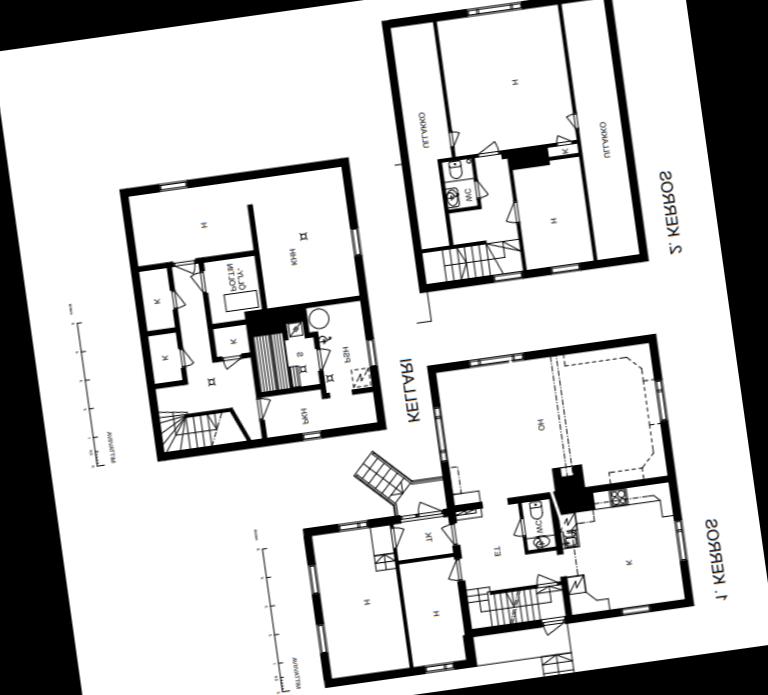 2. KERROS
ULLAKKO
H
ULLAKKO
K
WC
H
KELLARI
H
KHH
ÖLJY-
POLTIN
K
K
K
S
PSH
PKH
MITTAKAAVA
1. KERROS
OH
ET
WC
K
TK
H
H
MITTAKAAVA